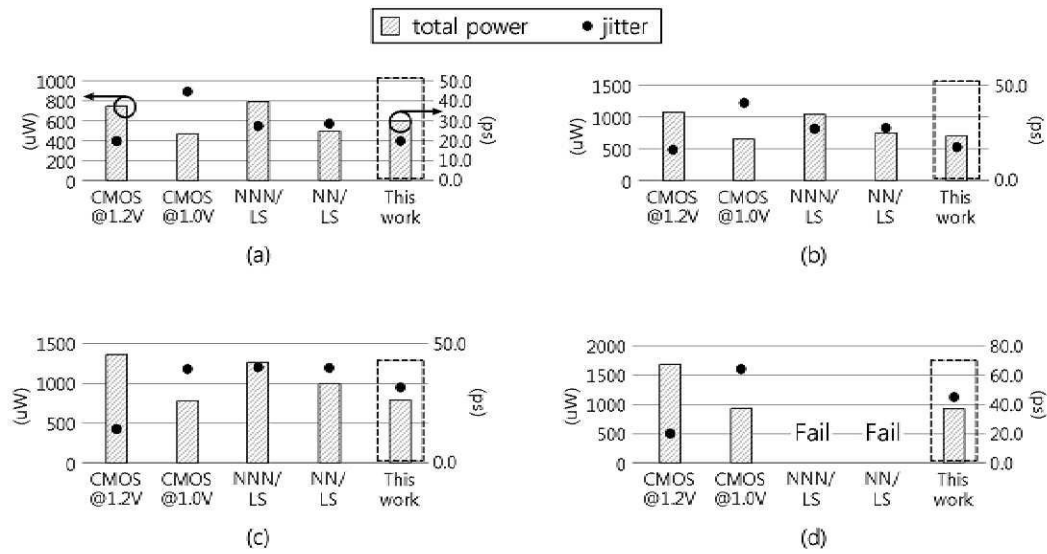 total power jitter
1000
800
600
400
200
0
(uW)
50.0
40.0
30.0
20.0
10.0
0.0
(ps)
CMOS @1.2V
CMOS @1.0V
NNN/ LS
NN/ LS
This work
(a)
1500
1000
500
0
(uW)
50.0
0.0
(ps)
CMOS @1.2V
CMOS @1.0V
NNN/ LS
NN/ LS
This work
(b)
1500
1000
500
0
(uW)
50.0
0.0
(ps)
CMOS @1.2V
CMOS @1.0V
NNN/ LS
NN/ LS
This work
(c)
2000
1500
1000
500
0
(uW)
80.0
60.0
40.0
20.0
0.0
(ps)
Fail Fail
CMOS @1.2V
CMOS @1.0V
NNN/ LS
NN/ LS
This work
(d)